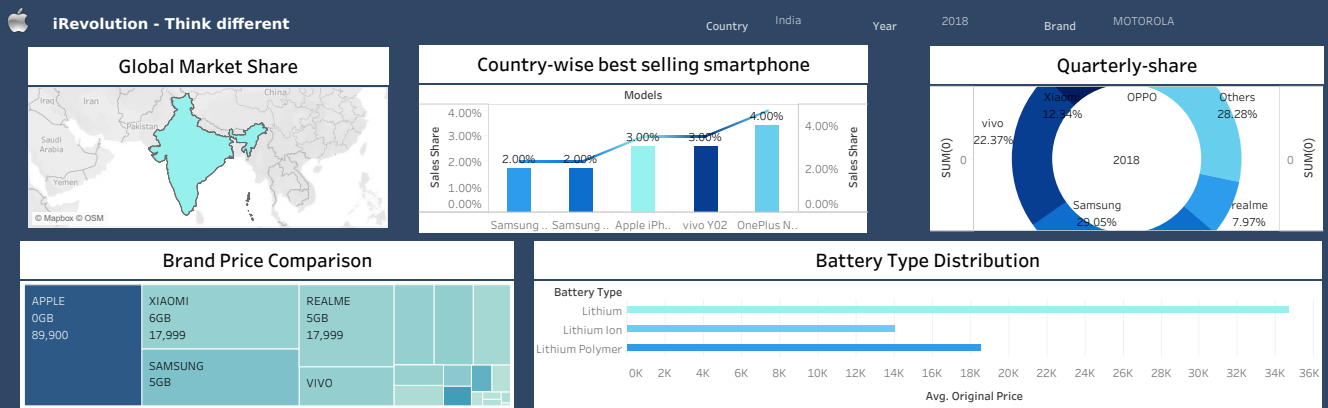 iRevolution - Think different
Country
India
Year
2018
Brand
MOTOROLA
Global Market Share
Iraq
Iran
China
Pakistan
Saudi
Arabia
Yemen
© Mapbox © OSM
Country-wise best selling smartphone
Models
Sales Share
4.00%
3.00%
2.00%
1.00%
0.00%
2.00%
2.00%
3.00%
3.00%
4.00%
Samsung ..
Samsung ..
Apple iPh..
vivo Y02
OnePlus N..
4.00%
2.00%
0.00%
Sales Share
Quarterly-share
SUM(0)
0
Xiaomi
12.34%
OPPO
Others
28.28%
vivo
22.37%
2018
Samsung
29.05%
realme
7.97%
0
SUM(0)
Brand Price Comparison
APPLE
0GB
89,900
XIAOMI
6GB
17,999
REALME
5GB
17,999
SAMSUNG
5GB
VIVO
Battery Type Distribution
Battery Type
Lithium
Lithium Ion
Lithium Polymer
0K 2K 4K 6K 8K 10K 12K 14K 16K 18K 20K 22K 24K 26K 28K 30K 32K 34K 36K
Avg. Original Price